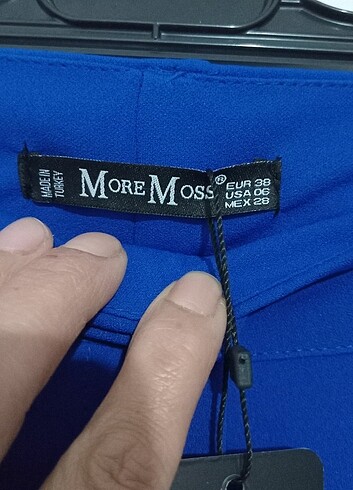 MADE IN
TURKEY
MORE MOSS®
EUR 38
USA 06
MEX 28